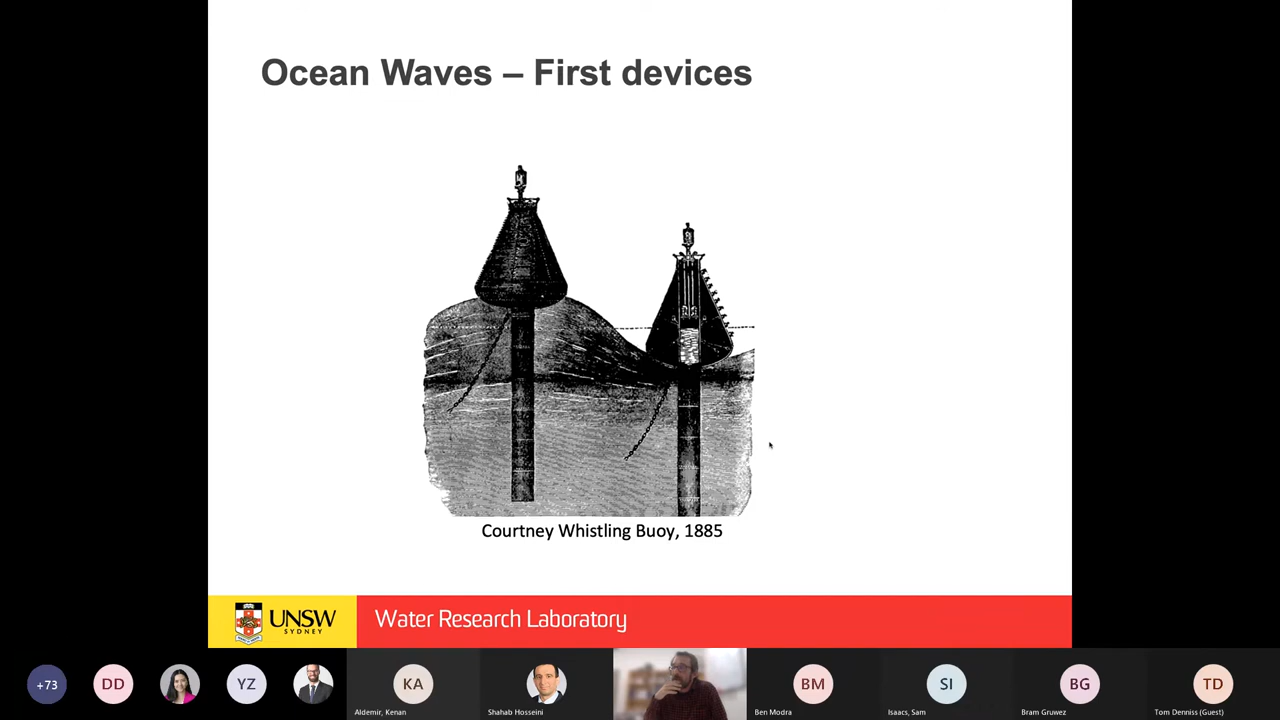 Ocean Waves – First devices
Courtney Whistling Buoy, 1885
UNSW
SYDNEY
Water Research Laboratory
+73
DD
YZ
KA
BM
SI
BG
TD
Aldemir, Kenan
Shahab Hosseini
Ben Modra
Isaacs, Sam
Bram Gruwez
Tom Denniss (Guest)